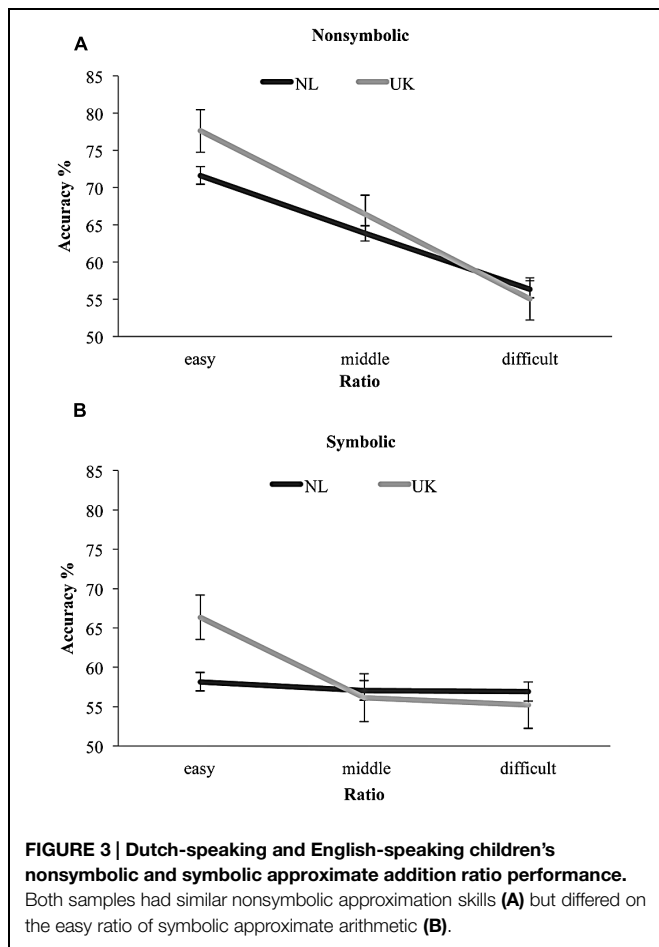 A
Nonsymbolic
NL UK
85
80
75
70
65
60
55
50
Accuracy %
easy middle difficult
Ratio
B
Symbolic
NL UK
85
80
75
70
65
60
55
50
Accuracy %
easy middle difficult
Ratio
FIGURE 3 | Dutch-speaking and English-speaking children’s
nonsymbolic and symbolic approximate addition ratio performance.
Both samples had similar nonsymbolic approximation skills (A) but differed on
the easy ratio of symbolic approximate arithmetic (B).